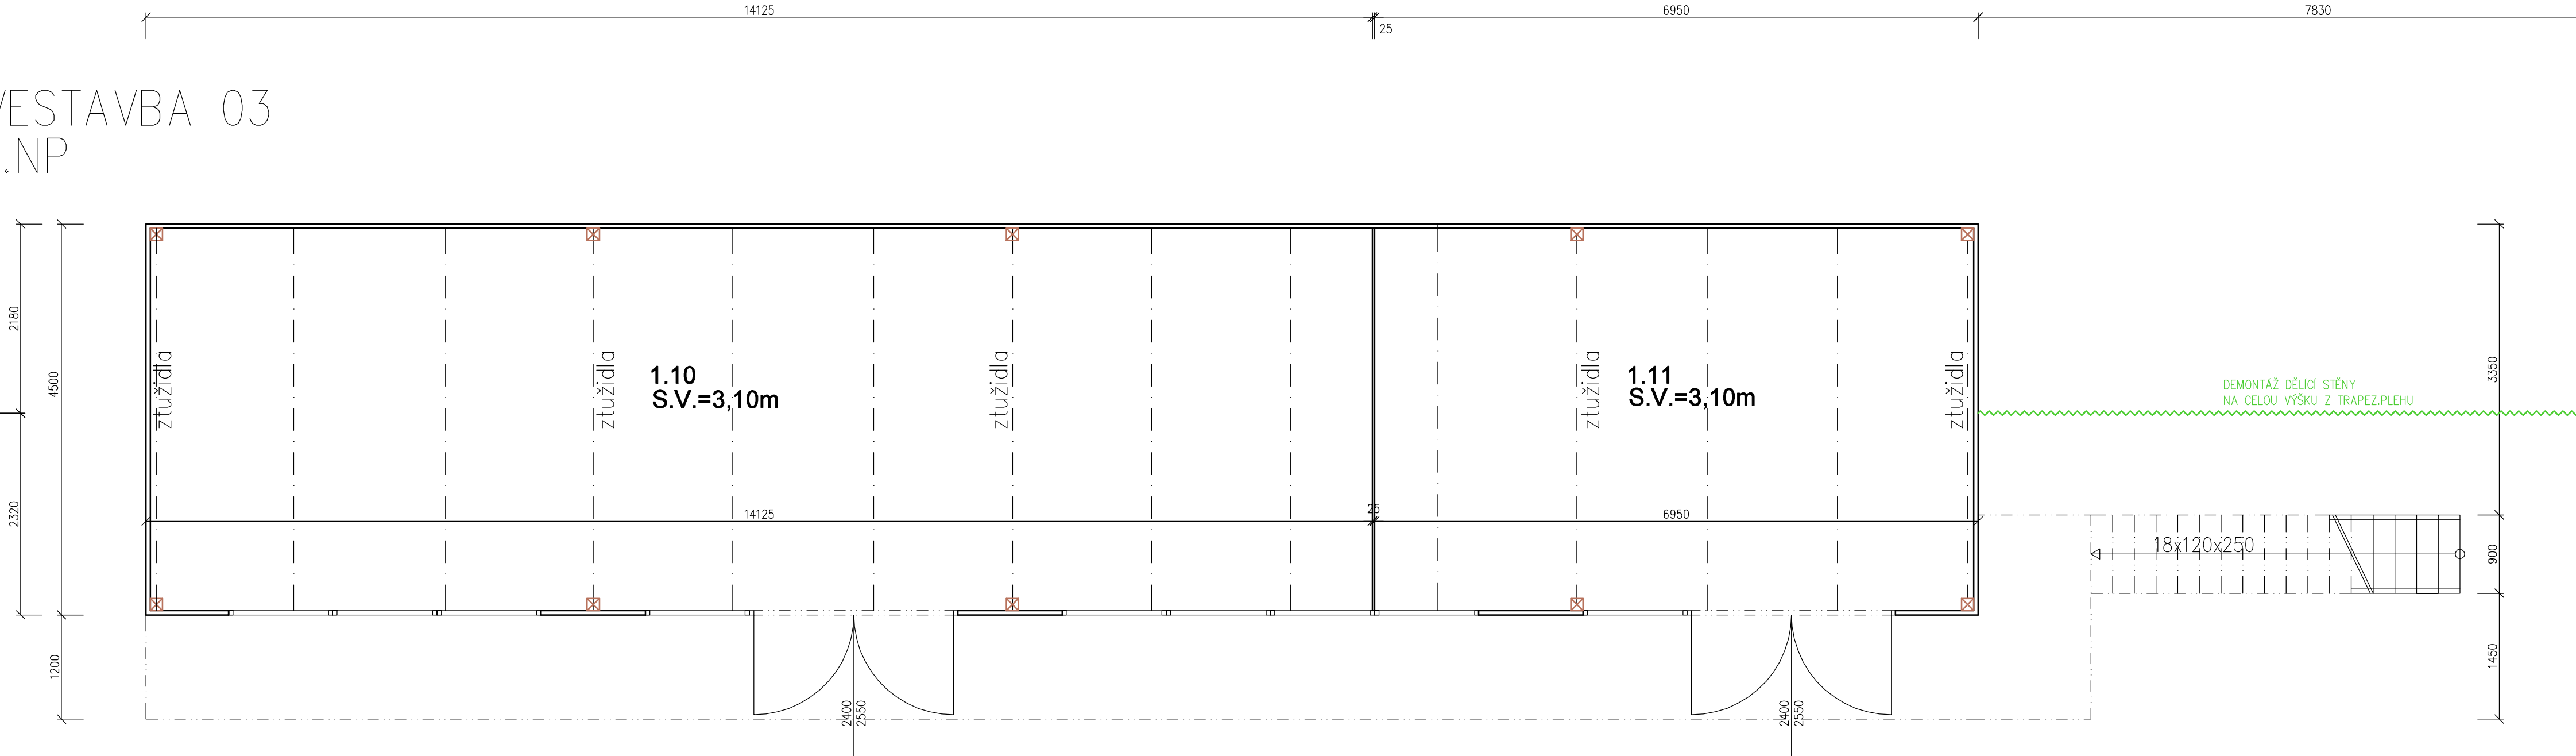 14125
25
6950
7830
VESTAVBA 03
.NP
2180
2320
4500
1200
ztužidla
ztužidla
ztužidla
ztužidla
ztužidla
1.10
S.V.=3,10m
1.11
S.V.=3,10m
DEMONTÁŽ DĚLÍCÍ STĚNY
NA CELOU VÝŠKU Z TRAPEZ.PLEHU
14125
25
6950
18x120x250
3350
900
1450
2400
2550
2400
2550